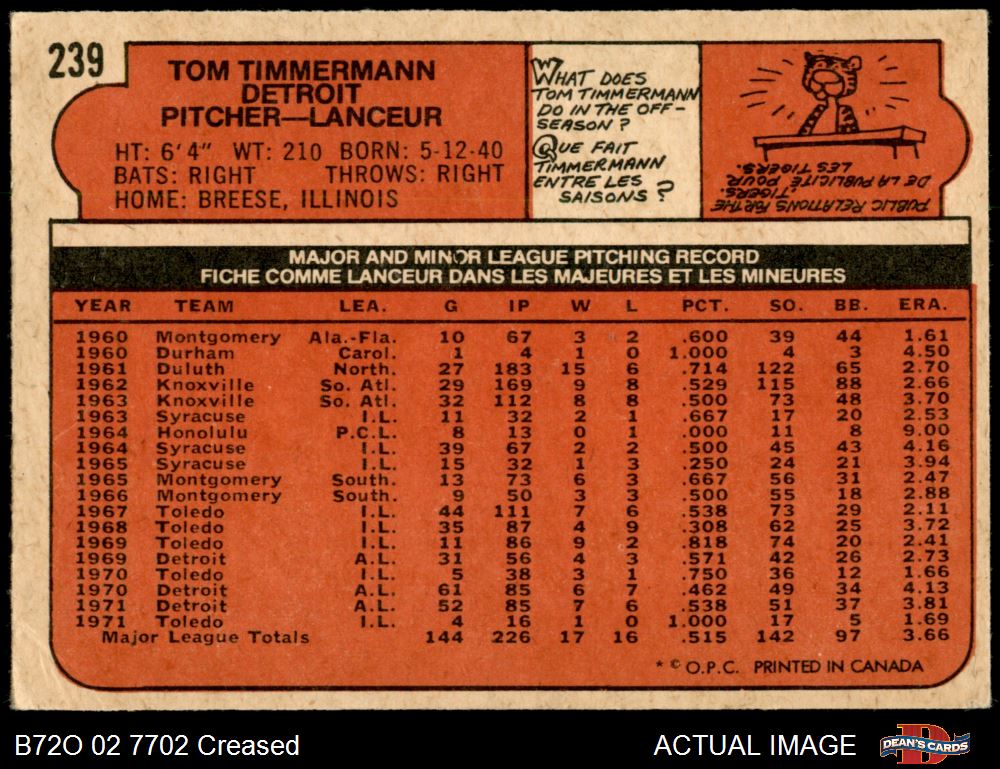 239
TOM TIMMERMANN
DETROIT
PITCHER—LANCEUR
HT: 6'4" WT: 210 BORN: 5-12-40
BATS: RIGHT THROWS: RIGHT
HOME: BREESE, ILLINOIS
WHAT DOES
TOM TIMMERMANN
DO IN THE OFF-
SEASON?
QUE FAIT
TIMMERMANN
ENTRE LES
SAISONS?
PUBLIC RELATIONS FOR THE
TIGERS.
DE LA PUBLICITÉ POUR
LES TIGERS.
MAJOR AND MINOR LEAGUE PITCHING RECORD
FICHE COMME LANCEUR DANS LES MAJEURES ET LES MINEURES
YEAR TEAM LEA. G IP W L PCT. SO. BB. ERA.
1960 Montgomery Ala.-Fla. 10 67 3 2 .600 39 44 1.61
1960 Durham Carol. 1 4 1 0 1.000 4 3 4.50
1961 Duluth North. 27 183 15 6 .714 122 65 2.70
1962 Knoxville So. Atl. 29 169 9 8 .529 115 88 2.66
1963 Knoxville So. Atl. 32 112 8 8 .500 73 48 3.70
1963 Syracuse I.L. 11 32 2 1 .667 17 20 2.53
1964 Honolulu P.C.L. 8 13 0 1 .000 11 8 9.00
1964 Syracuse I.L. 39 67 2 2 .500 45 43 4.16
1965 Syracuse I.L. 15 32 1 3 .250 24 21 3.94
1965 Montgomery South. 13 73 6 3 .667 56 31 2.47
1966 Montgomery South. 9 50 3 3 .500 55 18 2.88
1967 Toledo I.L. 44 111 7 6 .538 73 29 2.11
1968 Toledo I.L. 35 87 4 9 .308 62 25 3.72
1969 Toledo I.L. 11 86 9 2 .818 74 20 2.41
1969 Detroit A.L. 31 56 4 3 .571 42 26 2.73
1970 Toledo I.L. 5 38 3 1 .750 36 12 1.66
1970 Detroit A.L. 61 85 6 7 .462 49 34 4.13
1971 Detroit A.L. 52 85 7 6 .538 51 37 3.81
1971 Toledo I.L. 4 16 1 0 1.000 17 5 1.69
Major League Totals 144 226 17 16 .515 142 97 3.66
* © O.P.C. PRINTED IN CANADA
B72O 02 7702 Creased
ACTUAL IMAGE
DEAN'S CARDS